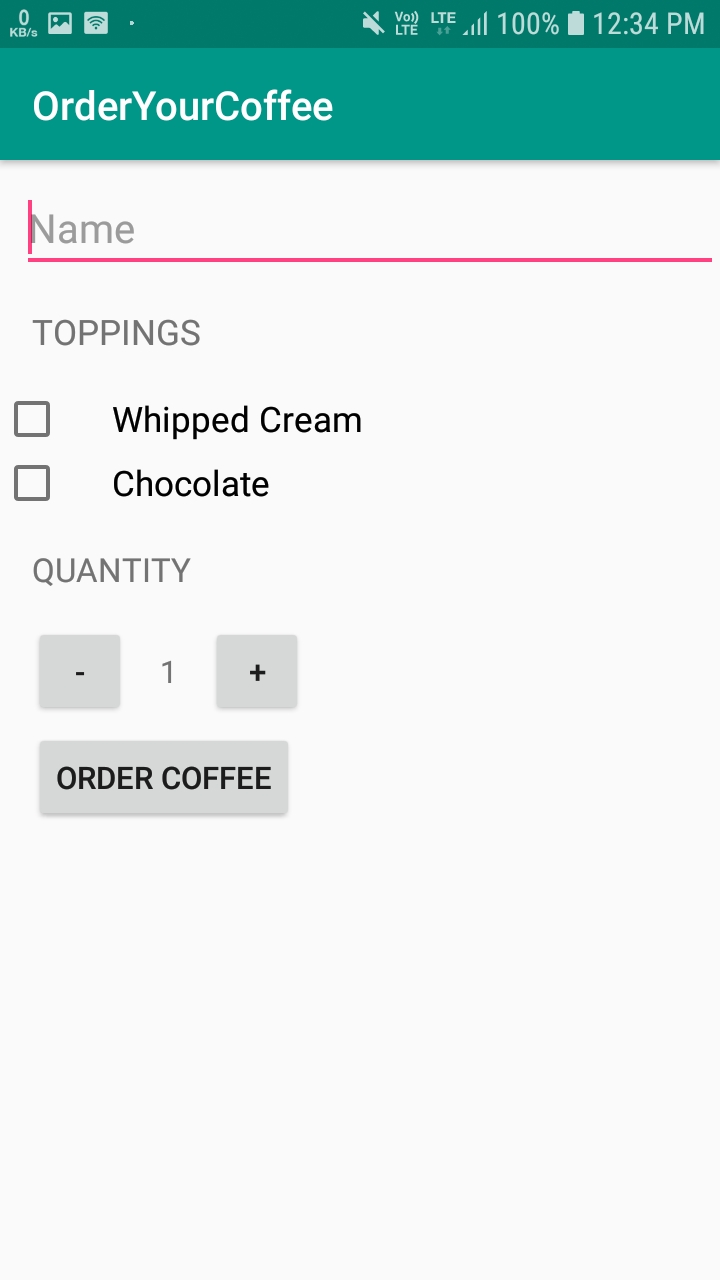 0 KB/s Vo)) LTE LTE 100% 12:34 PM
OrderYourCoffee
Name
TOPPINGS
Whipped Cream
Chocolate
QUANTITY
- 1 +
ORDER COFFEE